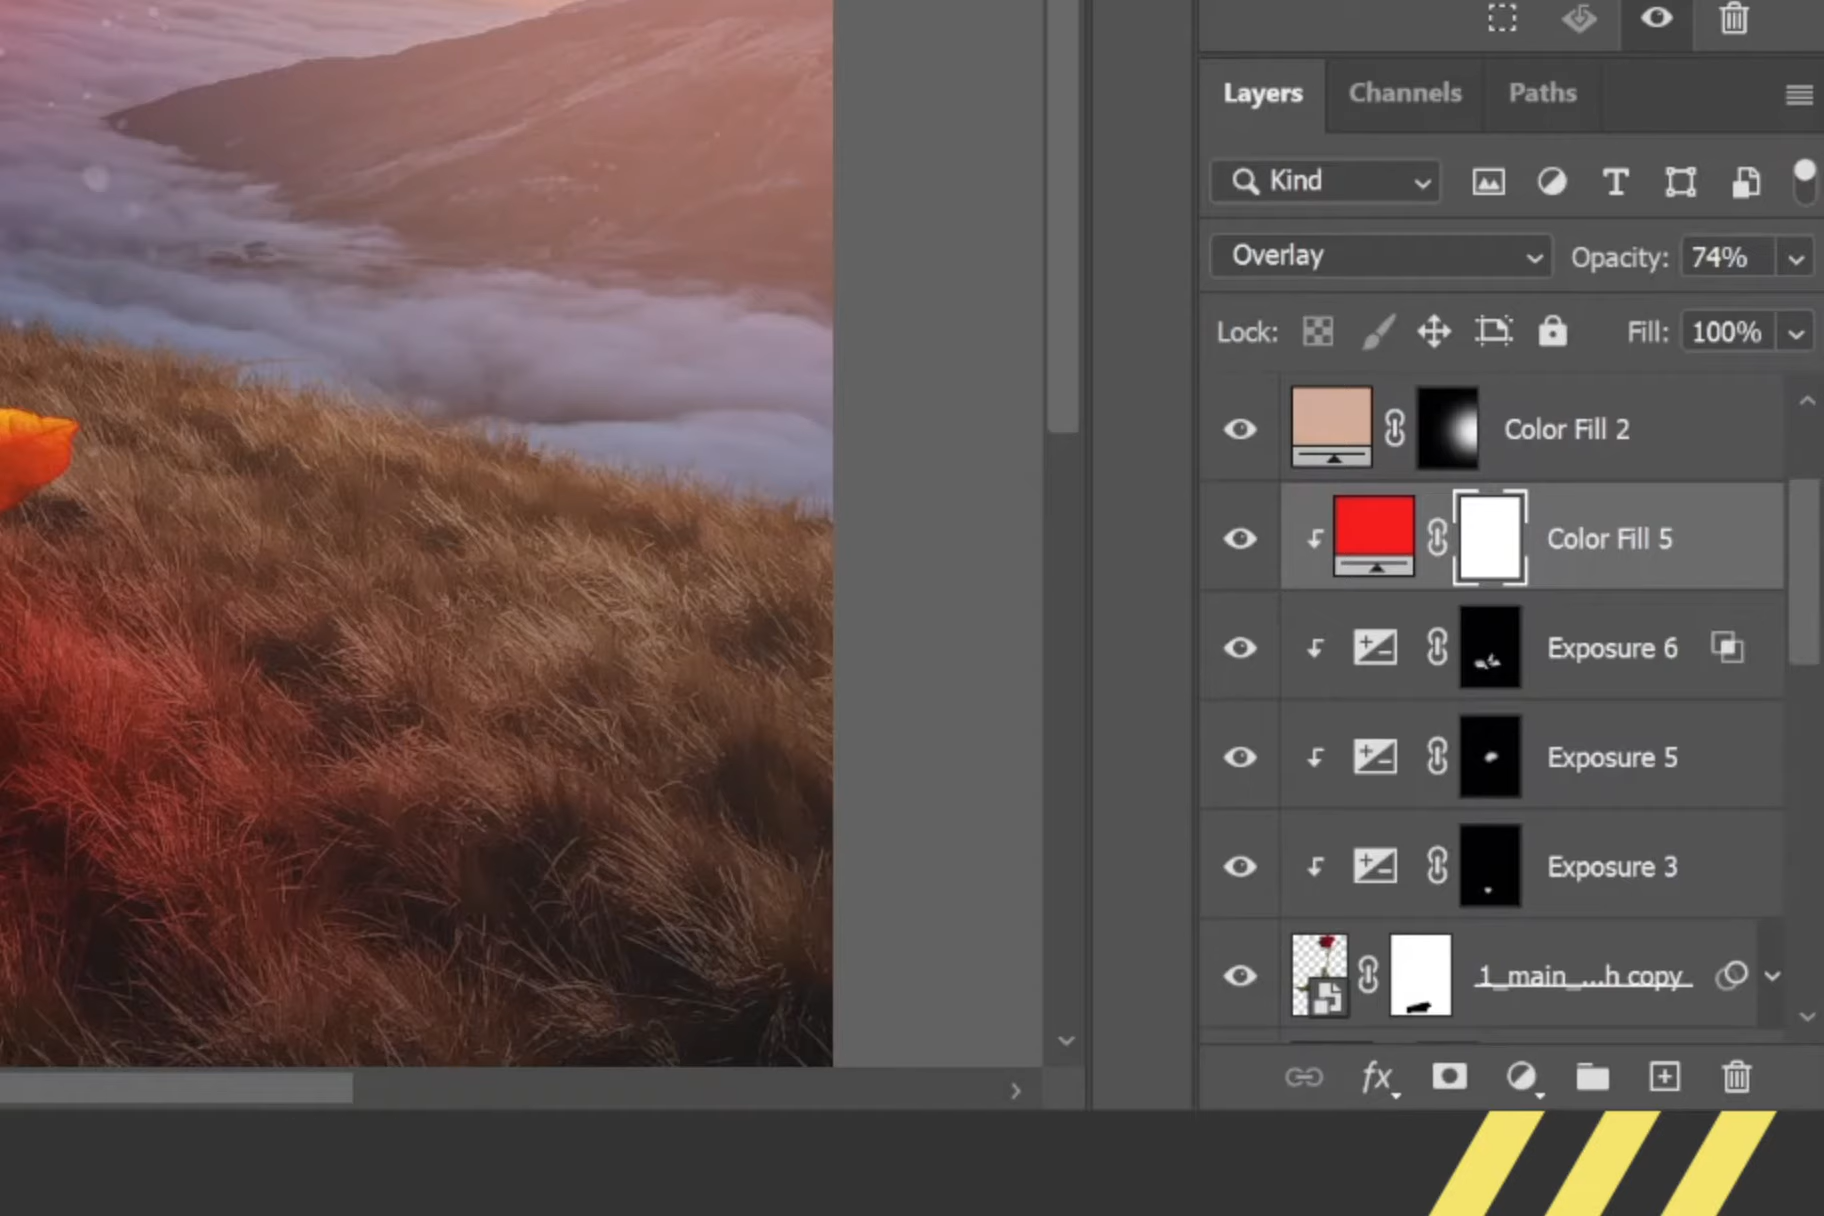 Layers Channels Paths
Kind
Overlay Opacity: 74%
Lock: Fill: 100%
Color Fill 2
Color Fill 5
Exposure 6
Exposure 5
Exposure 3
1_main_...h copy
fx